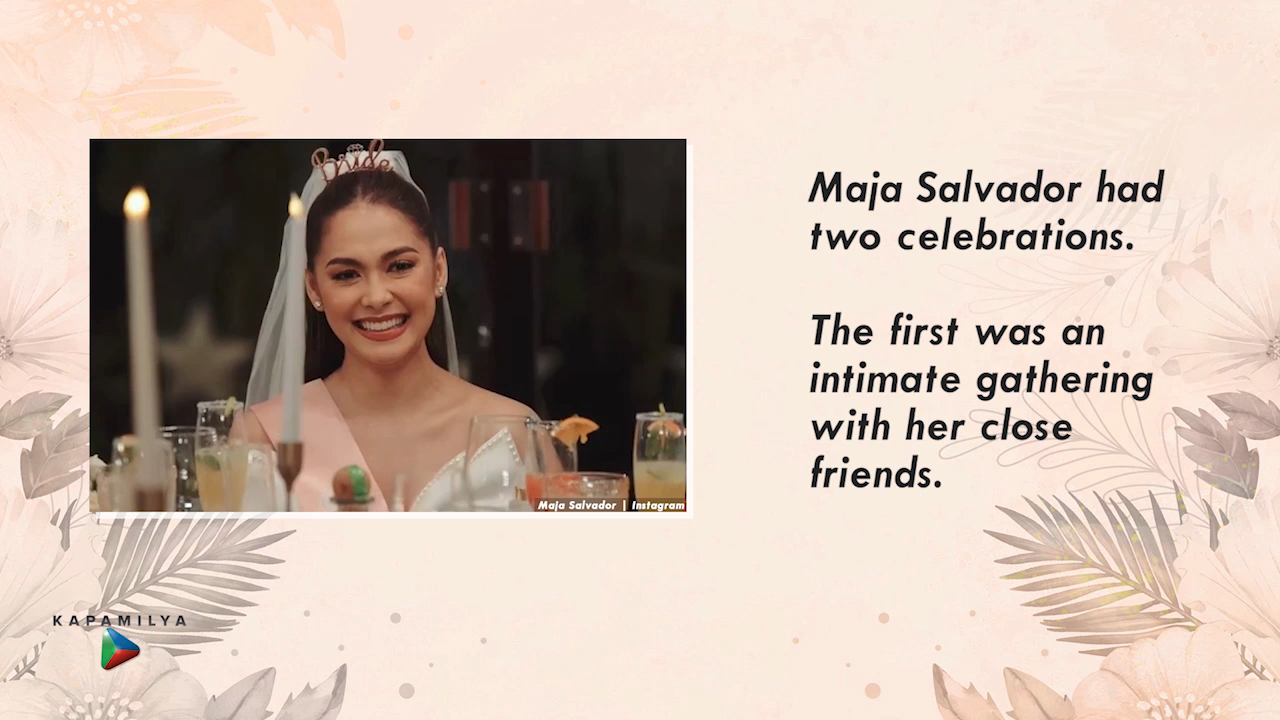 Bride
Maja Salvador | Instagram
Maja Salvador had
two celebrations.
The first was an
intimate gathering
with her close
friends.
KAPAMILYA